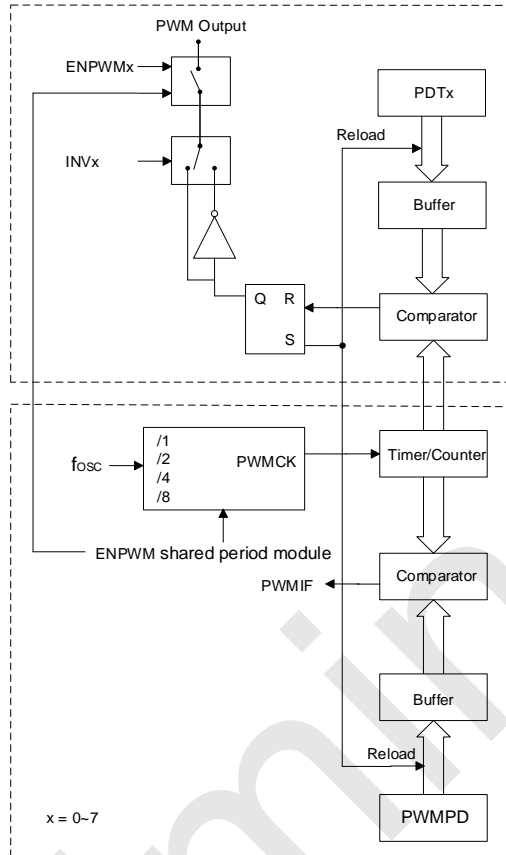 PWM Output
ENPWMx
PDTx
Reload
INVx
Buffer
Q R
S
Comparator
fosc
/1
/2
/4
/8
PWMCK
Timer/Counter
ENPWM shared period module
PWMIF
Comparator
Buffer
Reload
x = 0~7
PWMPD